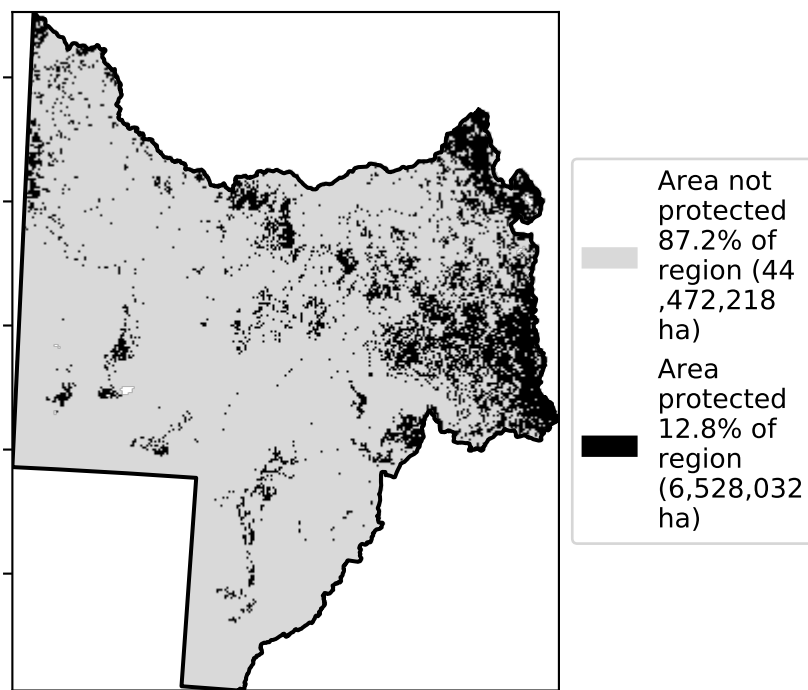 Area not
protected
87.2% of
region (44
,472,218
ha)
Area
protected
12.8% of
region
(6,528,032
ha)